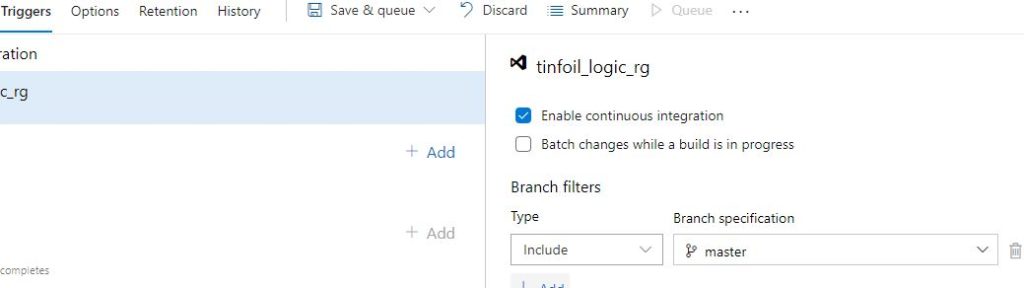 Triggers Options Retention History Save & queue Discard Summary Queue ...
ration
tinfoil_logic_rg
c_rg
Enable continuous integration
+ Add
Batch changes while a build is in progress
Branch filters
Type Branch specification
+ Add
Include master
completes
+ Add